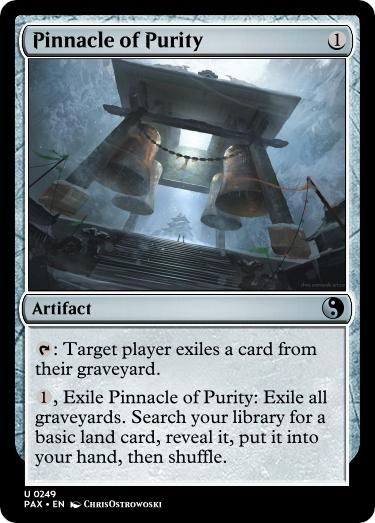 Pinnacle of Purity 1
Artifact
: Target player exiles a card from
their graveyard.
1, Exile Pinnacle of Purity: Exile all
graveyards. Search your library for
a basic land card, reveal it, put it into
your hand, then shuffle.
U 0249
PAX • EN ChrisOstrowoski